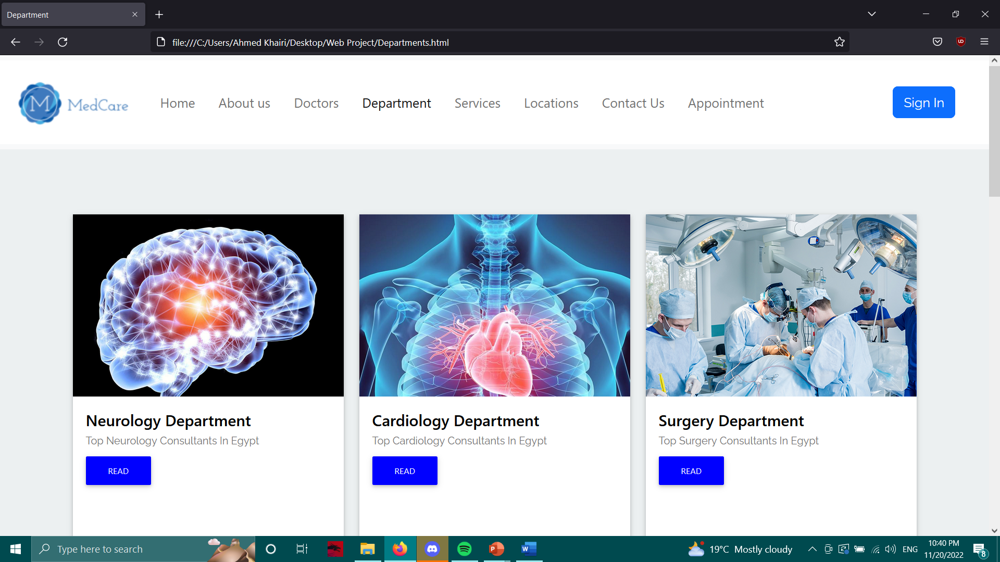 Department
file:///C:/Users/Ahmed Khairi/Desktop/Web Project/Departments.html
M MedCare Home About us Doctors Department Services Locations Contact Us Appointment Sign In
Neurology Department Cardiology Department Surgery Department
Top Neurology Consultants In Egypt Top Cardiology Consultants In Egypt Top Surgery Consultants In Egypt
READ READ READ
Type here to search 19°C Mostly cloudy ENG 10:40 PM
11/20/2022 8